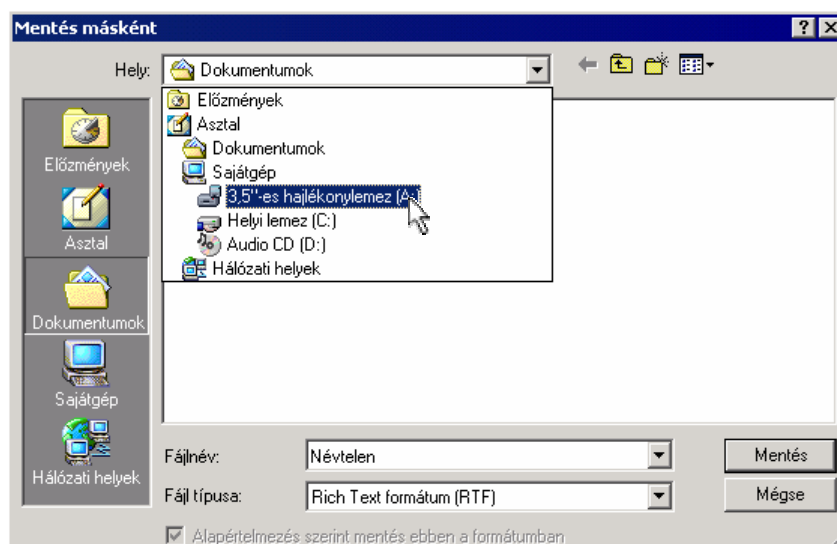 Mentés másként
Hely: Dokumentumok
Előzmények
Asztal
Dokumentumok
Sajátgép
3,5''-es hajlékonylemez (A:)
Helyi lemez (C:)
Audio CD (D:)
Hálózati helyek
Előzmények
Asztal
Dokumentumok
Sajátgép
Hálózati helyek
Fájlnév: Névtelen Mentés
Fájl típusa: Rich Text formátum (RTF) Mégse
Alapértelmezés szerint mentés ebben a formátumban